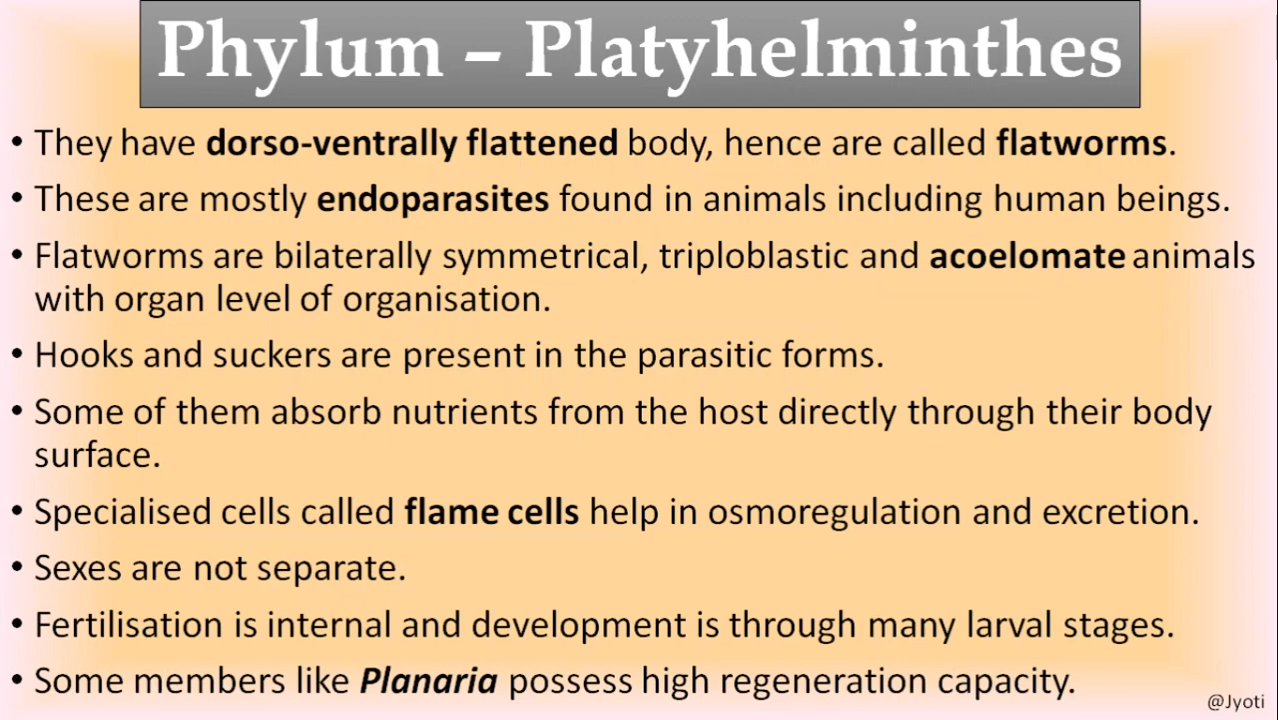 Phylum – Platyhelminthes
• They have dorso-ventrally flattened body, hence are called flatworms.
• These are mostly endoparasites found in animals including human beings.
• Flatworms are bilaterally symmetrical, triploblastic and acoelomate animals
with organ level of organisation.
• Hooks and suckers are present in the parasitic forms.
• Some of them absorb nutrients from the host directly through their body
surface.
• Specialised cells called flame cells help in osmoregulation and excretion.
• Sexes are not separate.
• Fertilisation is internal and development is through many larval stages.
• Some members like Planaria possess high regeneration capacity.
@Jyoti